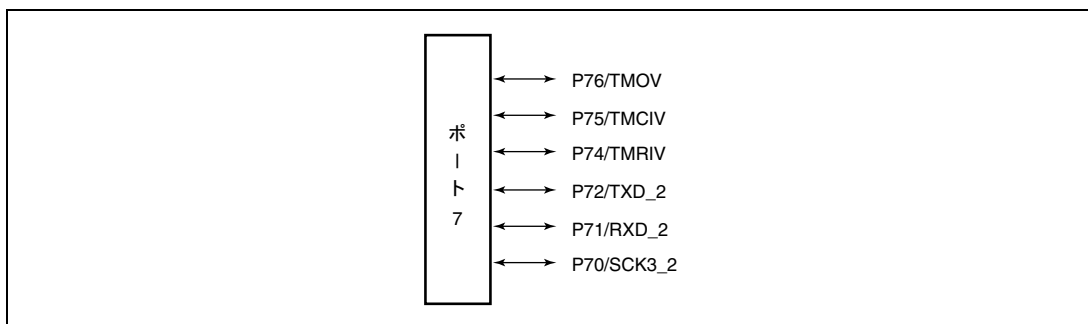 ポート7
P76/TMOV
P75/TMCIV
P74/TMRIV
P72/TXD_2
P71/RXD_2
P70/SCK3_2